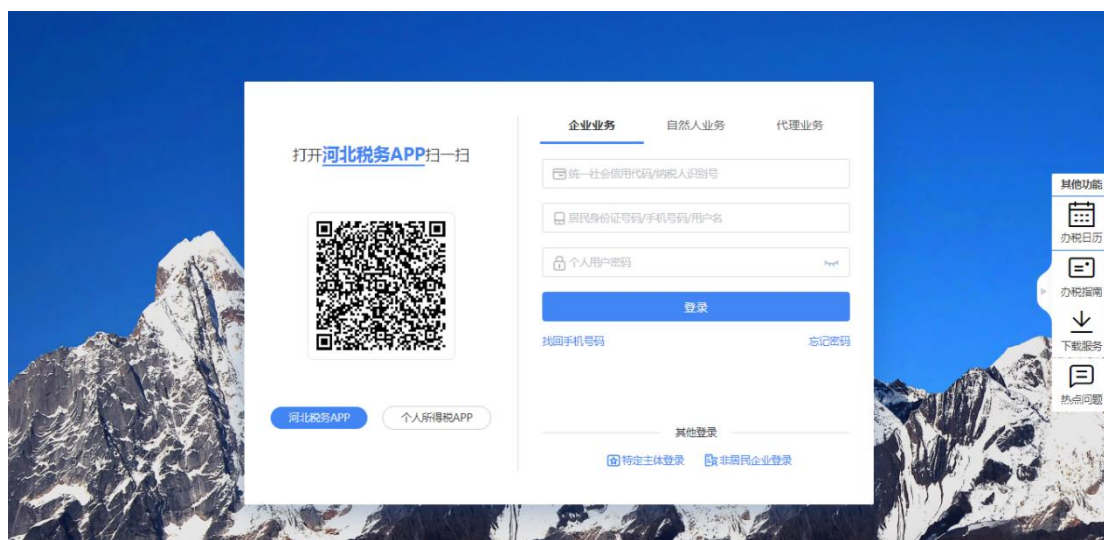 打开河北税务APP扫一扫
河北税务APP
个人所得税APP
企业业务
自然人业务
代理业务
统一社会信用代码/纳税人识别号
居民身份证号码/手机号码/用户名
个人用户密码
登录
找回手机号码
忘记密码
其他登录
特定主体登录
非居民企业登录
其他功能
办税日历
办税指南
下载服务
热点问题